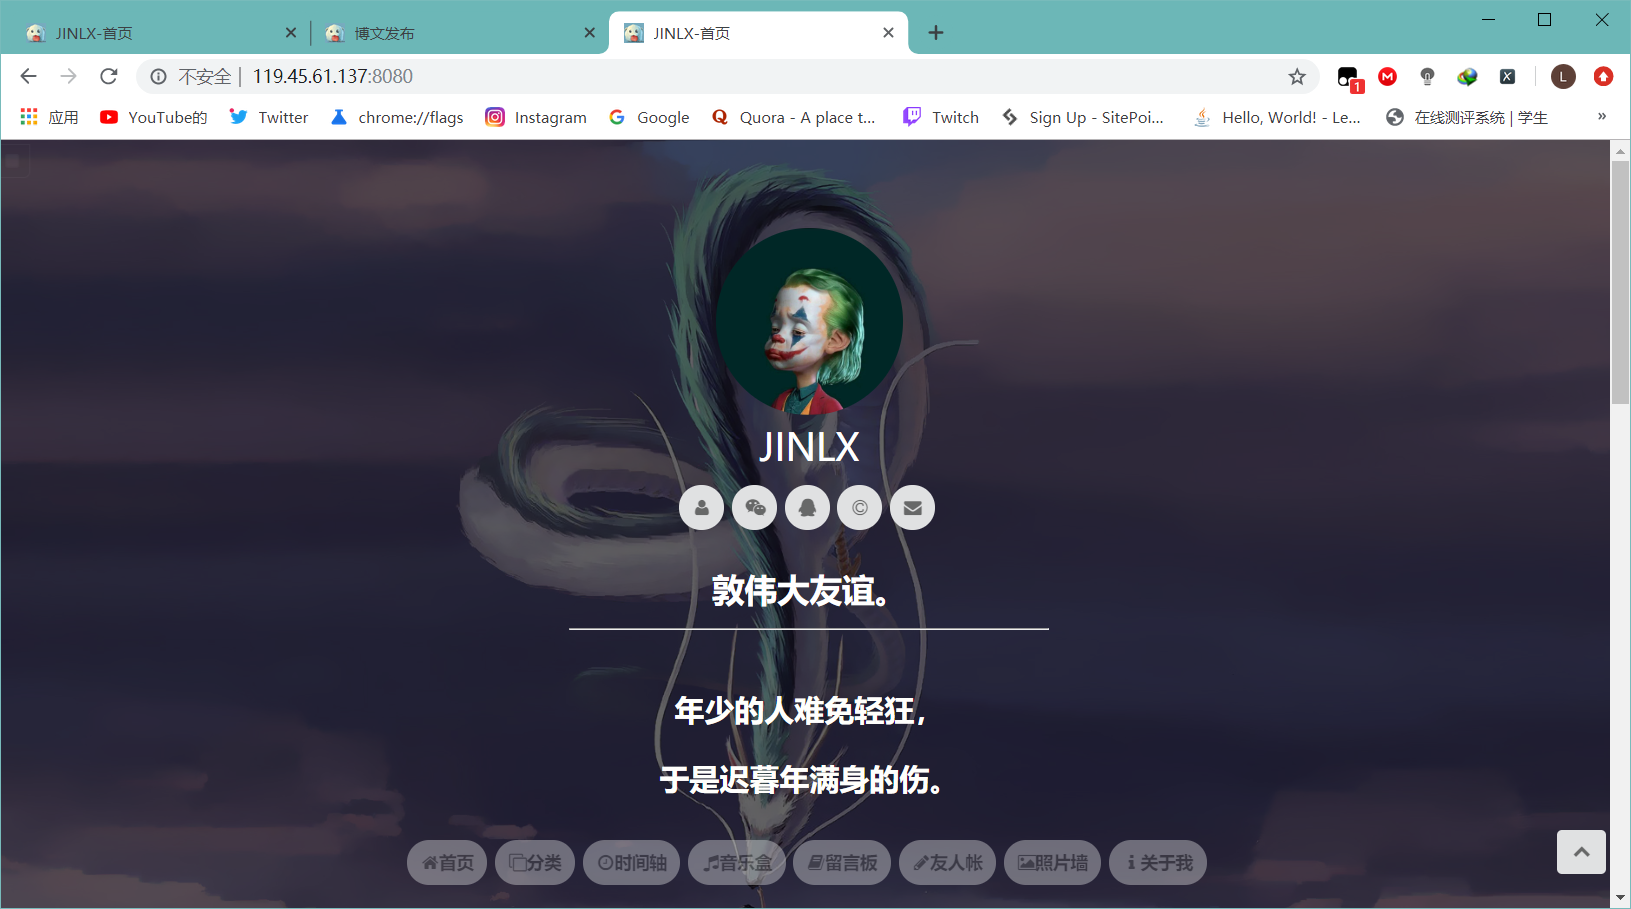 JINLX-首页
博文发布
JINLX-首页
不安全 | 119.45.61.137:8080
1
L
应用
YouTube的
Twitter
chrome://flags
Instagram
Google
Quora - A place t...
Twitch
Sign Up - SitePoi...
Hello, World! - Le...
在线测评系统 | 学生
»
JINLX
敦伟大友谊。
年少的人难免轻狂，
于是迟暮年满身的伤。
首页
分类
时间轴
音乐盒
留言板
友人帐
照片墙
关于我